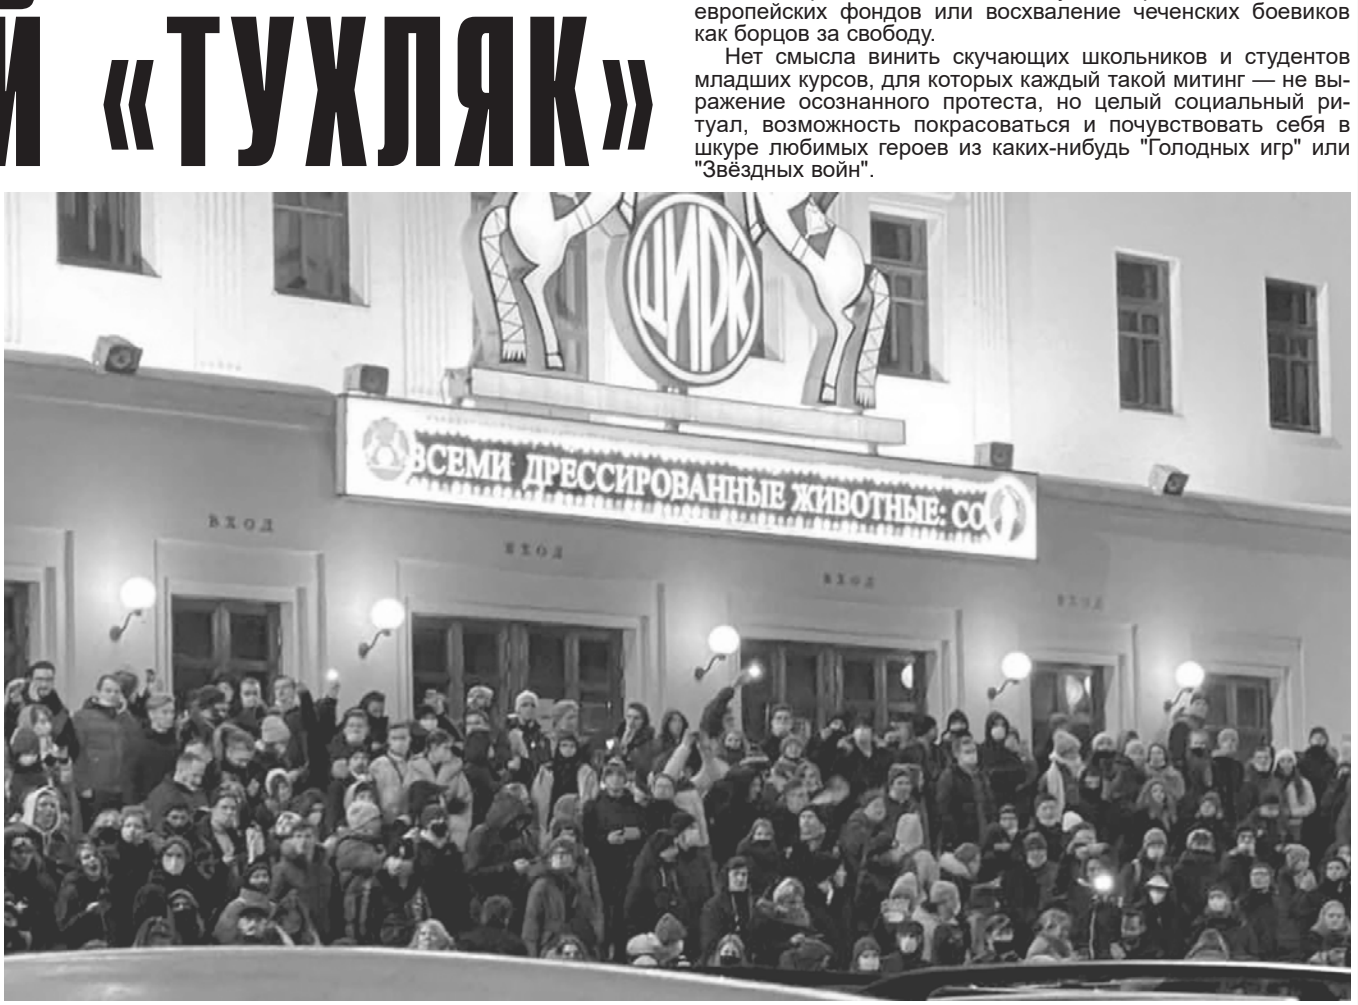 Й «ТУХЛЯК»
европейских фондов или восхваление чеченских боевиков
как борцов за свободу.
Нет смысла винить скучающих школьников и студентов
младших курсов, для которых каждый такой митинг — не вы-
ражение осознанного протеста, но целый социальный ри-
туал, возможность покрасоваться и почувствовать себя в
шкуре любимых героев из каких-нибудь "Голодных игр" или
"Звёздных войн".
ЦИРК
ВСЕМИ ДРЕССИРОВАННЫЕ ЖИВОТНЫЕ: СО
ВХОД
ВХОД
ВХОД
ВХОД